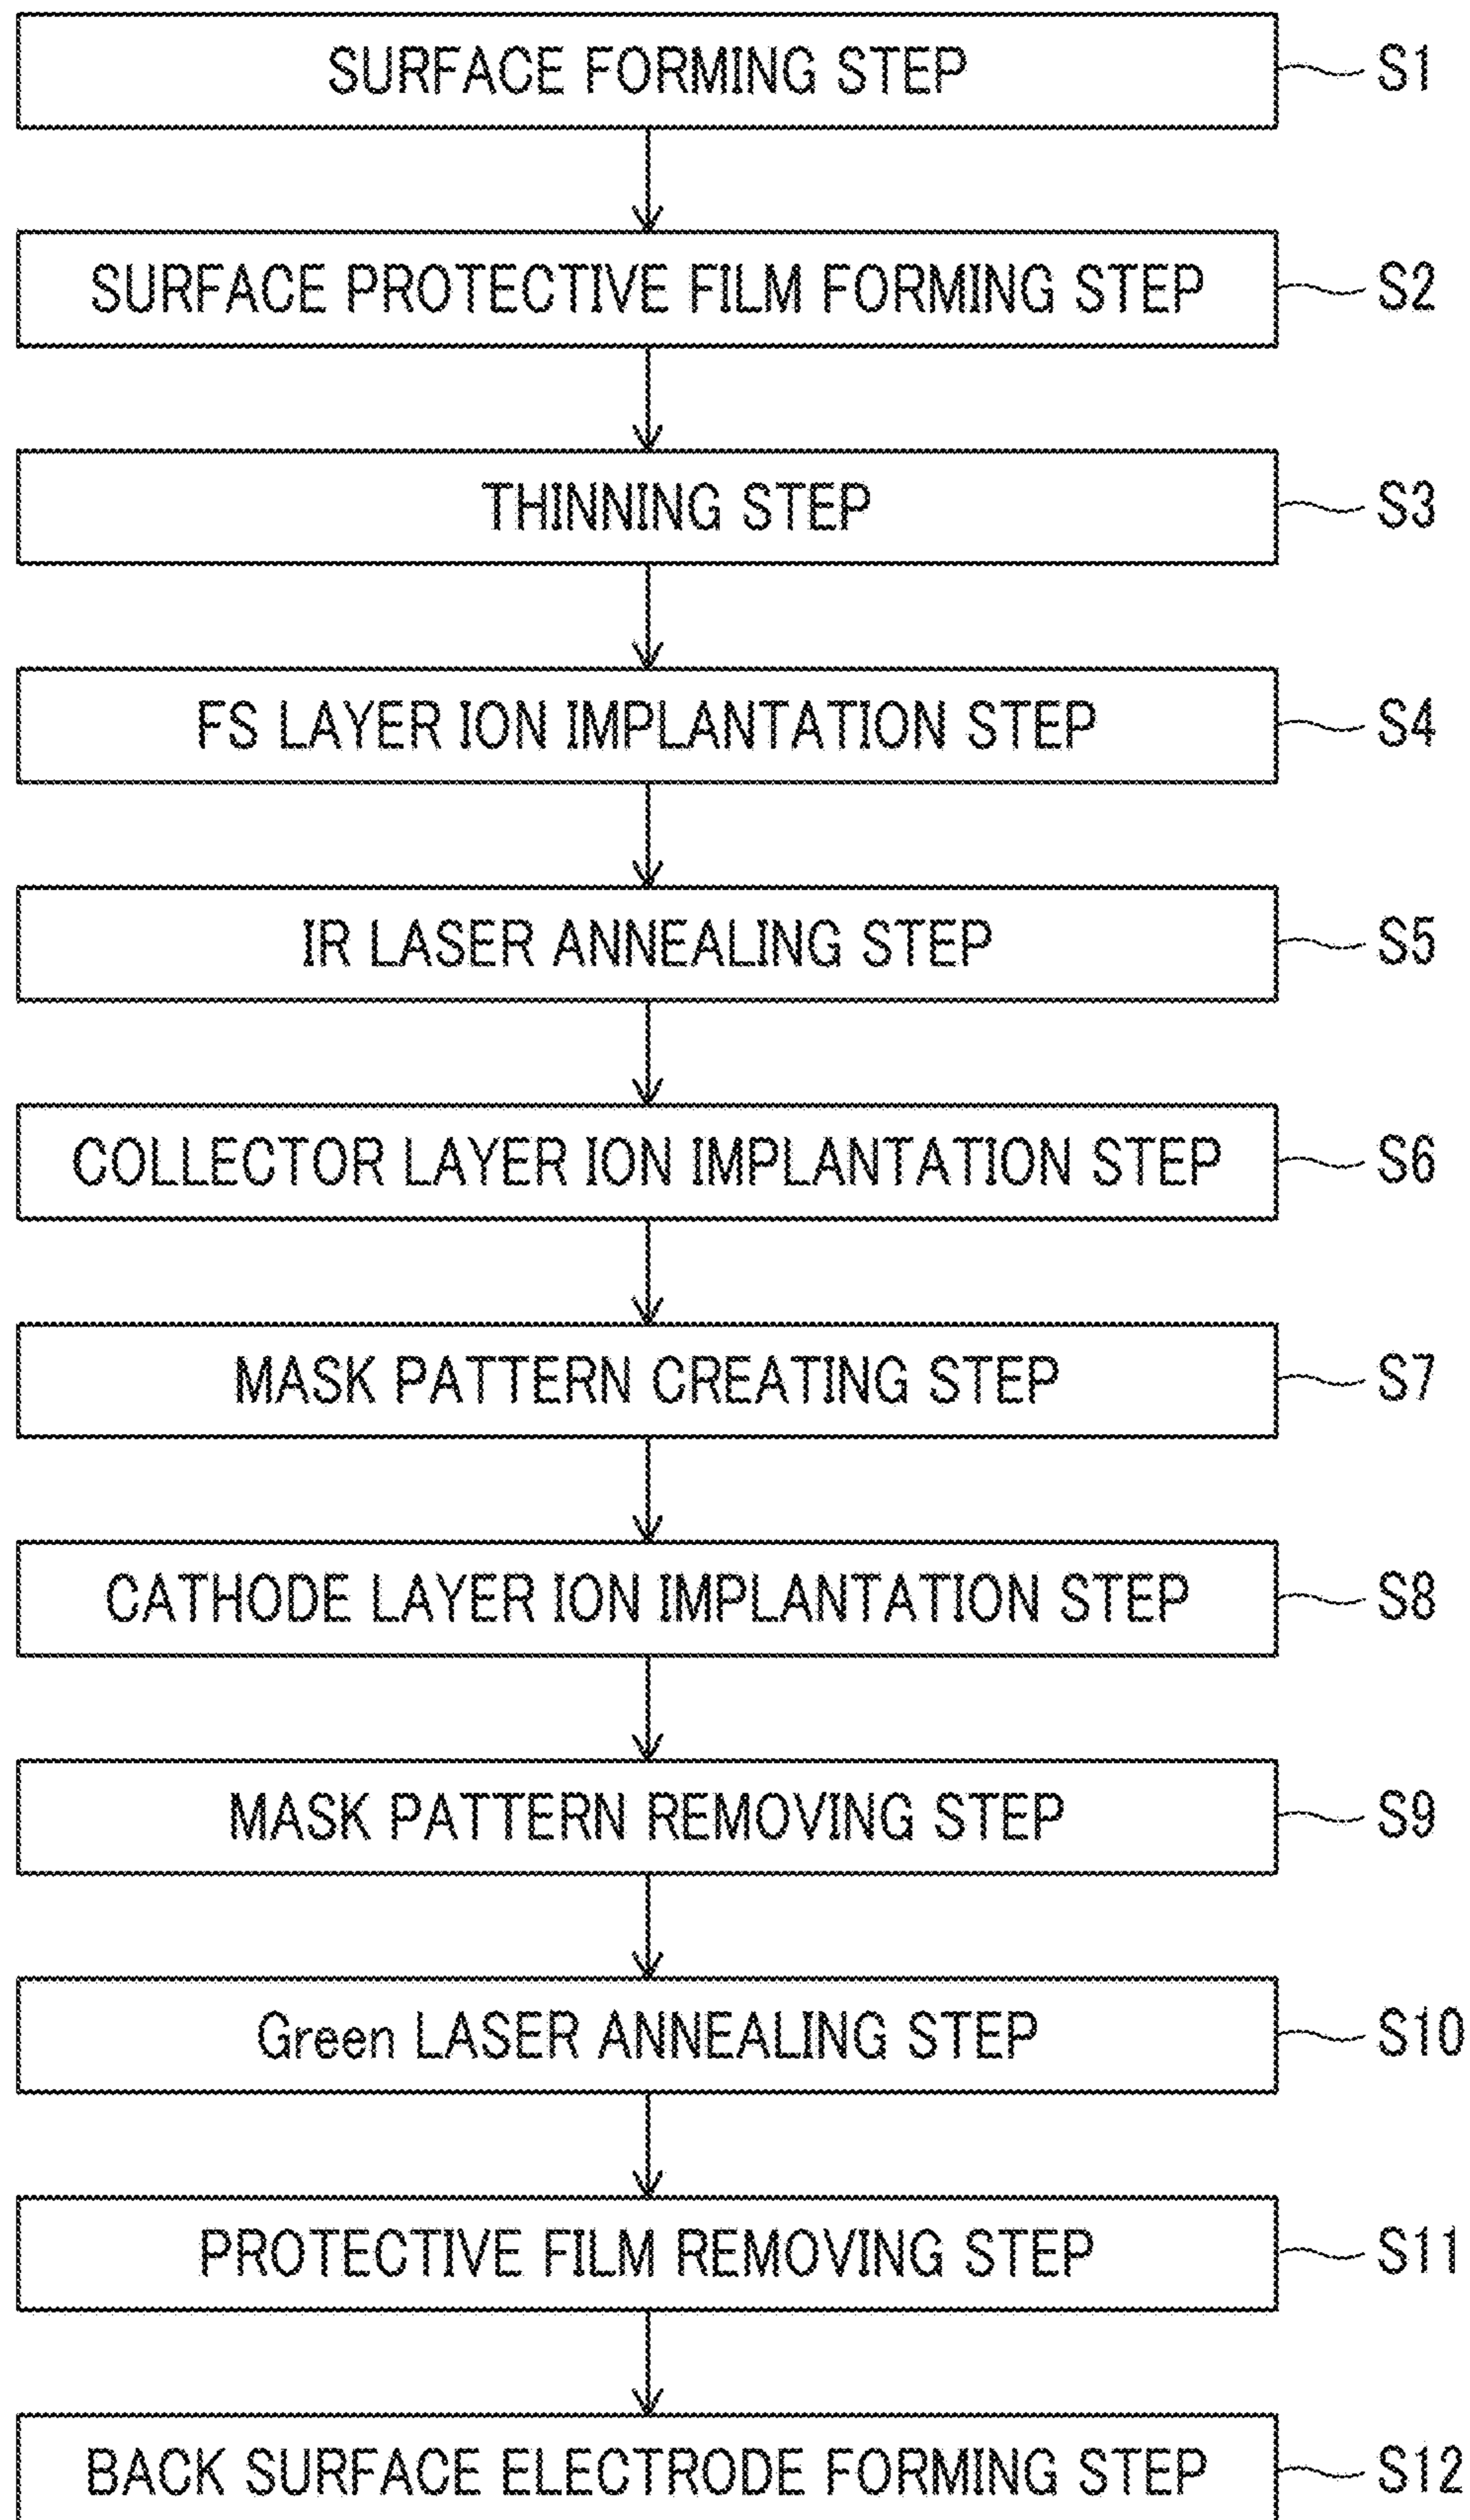 SURFACE FORMING STEP S1
SURFACE PROTECTIVE FILM FORMING STEP S2
THINNING STEP S3
FS LAYER ION IMPLANTATION STEP S4
IR LASER ANNEALING STEP S5
COLLECTOR LAYER ION IMPLANTATION STEP S6
MASK PATTERN CREATING STEP S7
CATHODE LAYER ION IMPLANTATION STEP S8
MASK PATTERN REMOVING STEP S9
Green LASER ANNEALING STEP S10
PROTECTIVE FILM REMOVING STEP S11
BACK SURFACE ELECTRODE FORMING STEP S12